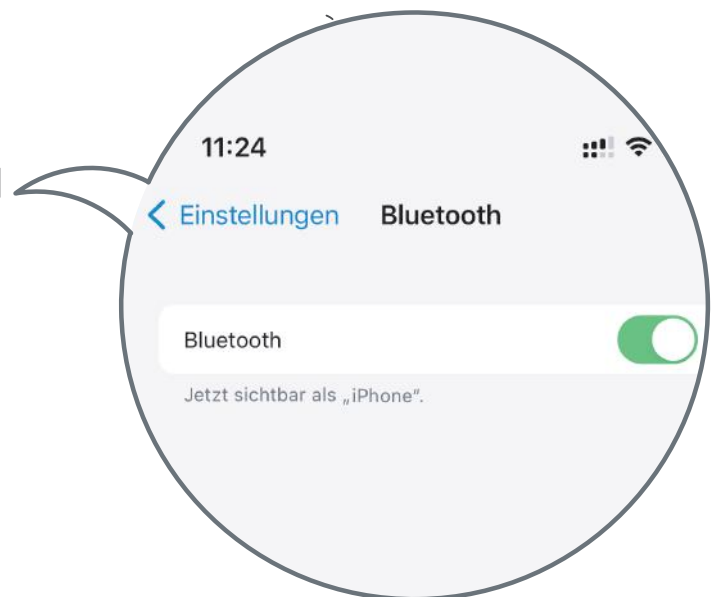 11:24
Einstellungen Bluetooth
Bluetooth
Jetzt sichtbar als „iPhone“.